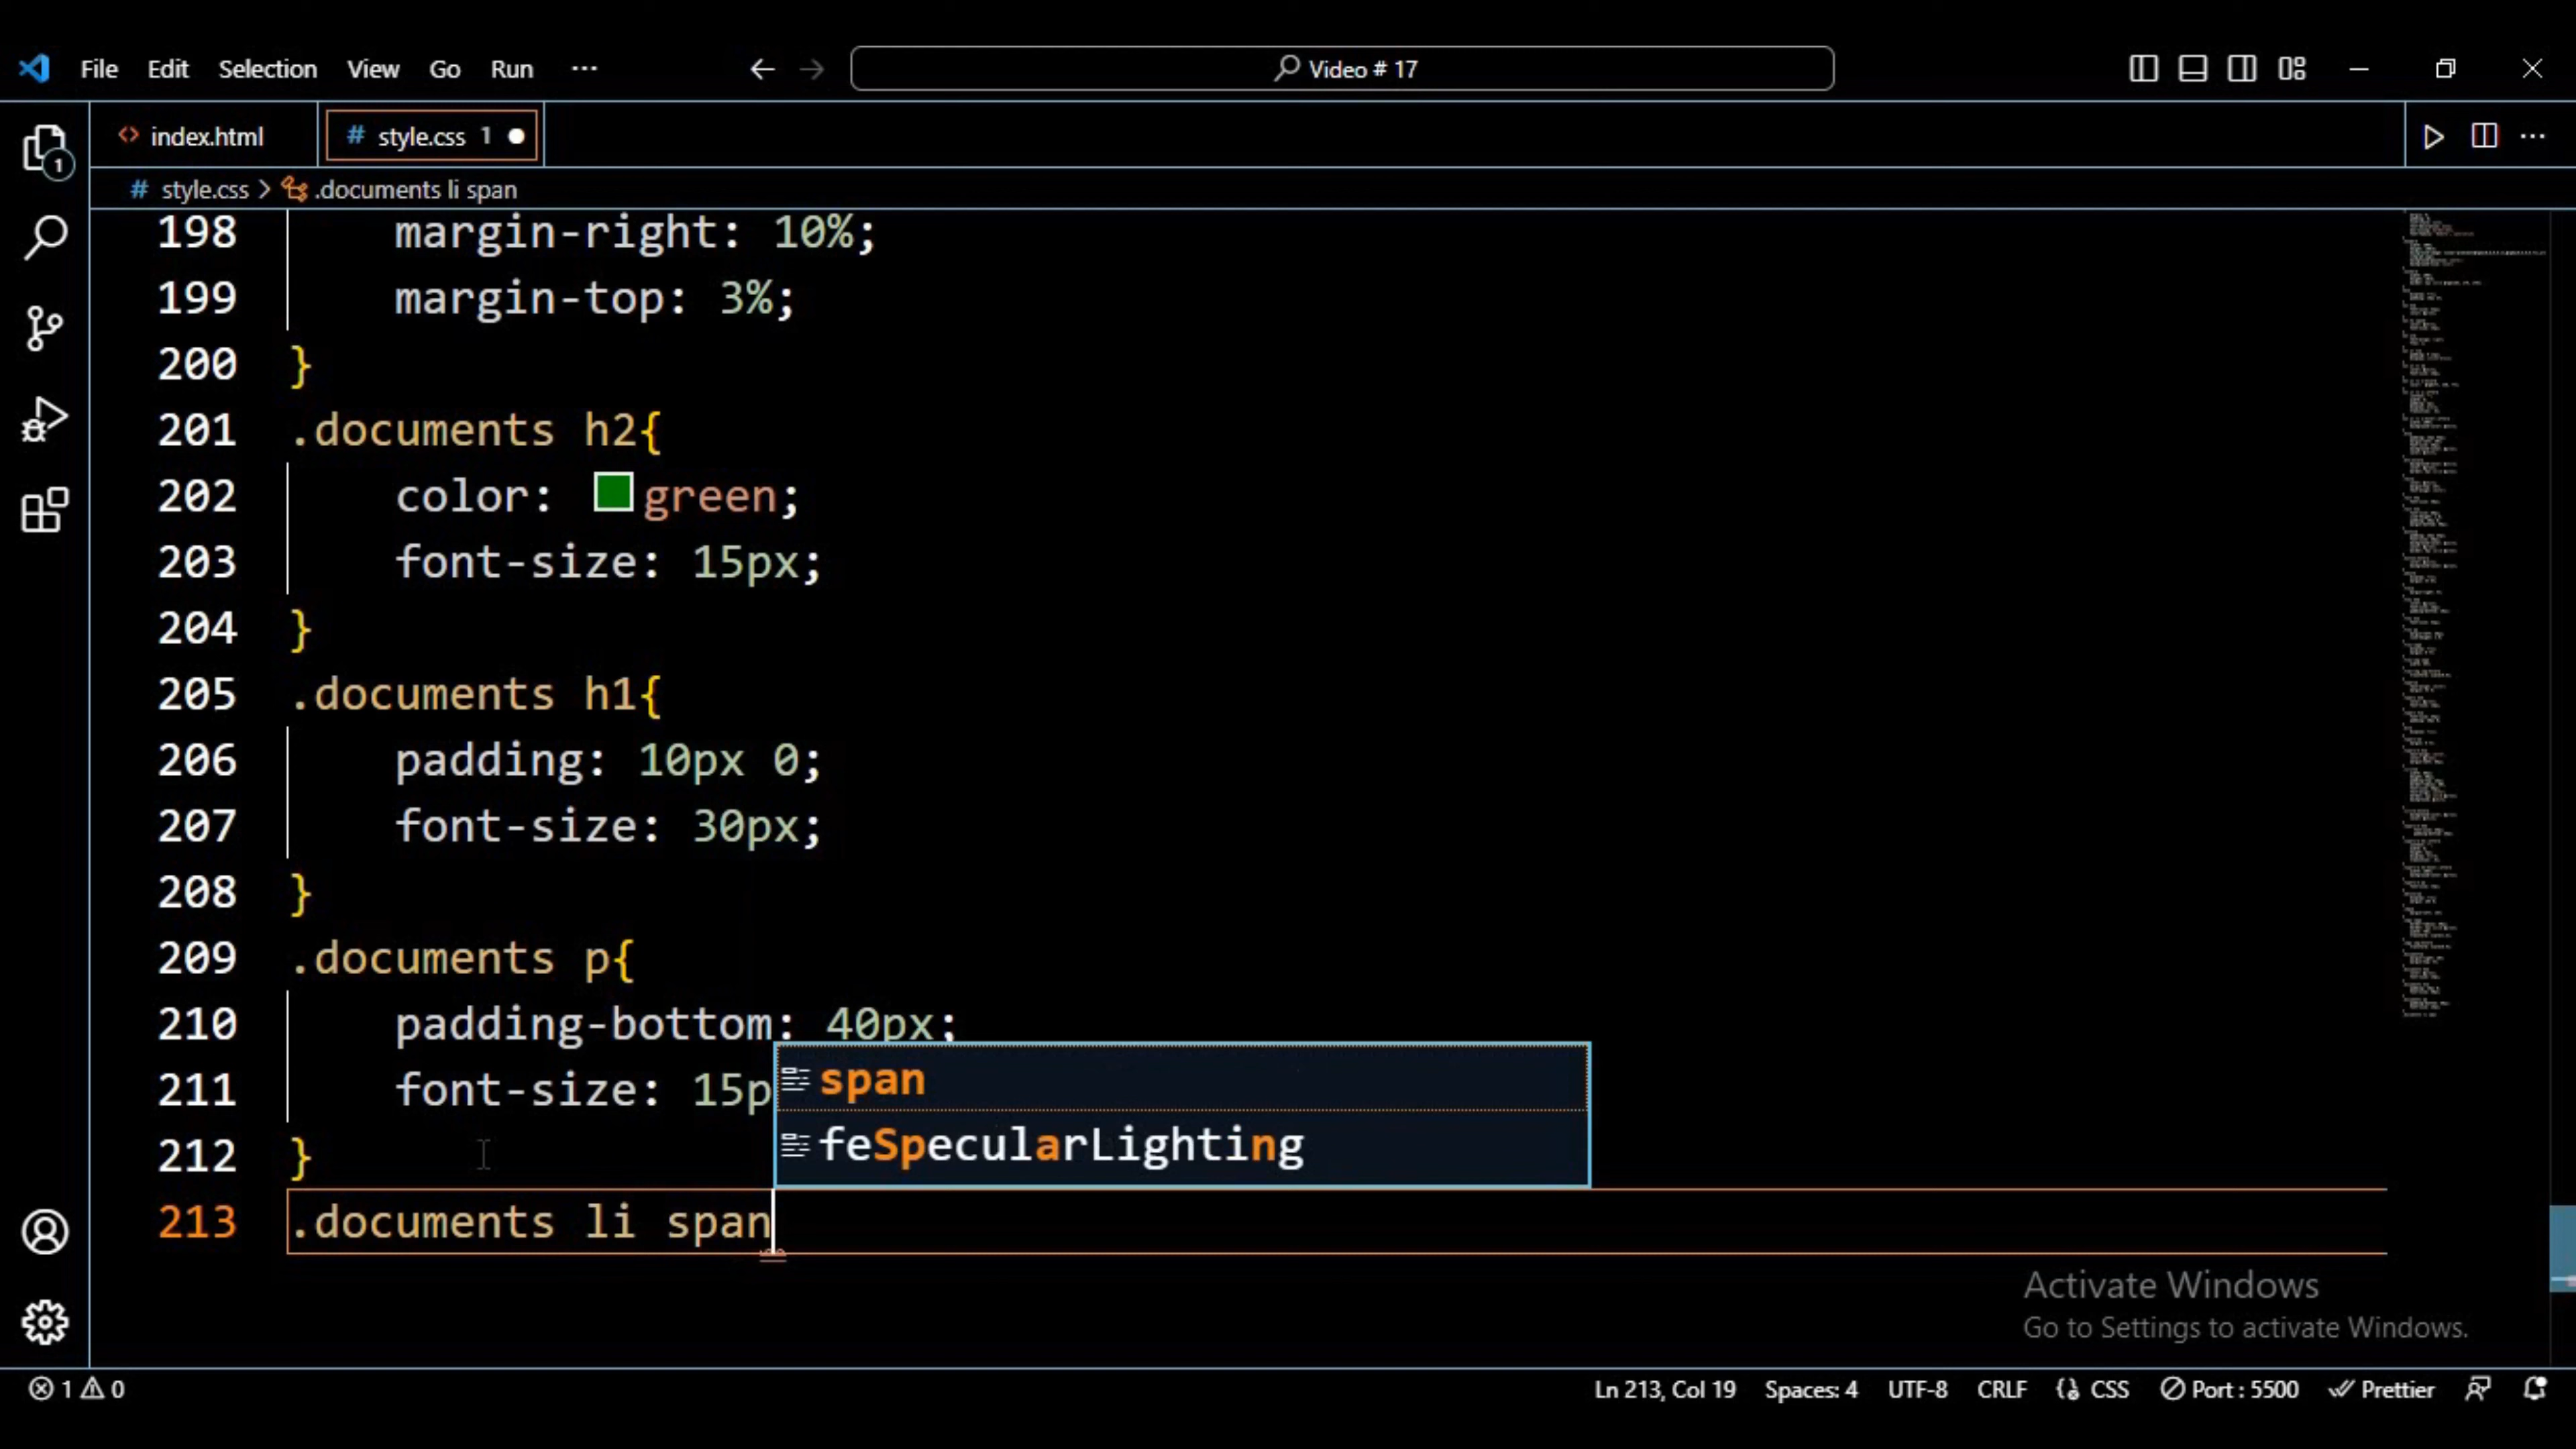 File Edit Selection View Go Run ... Video # 17
index.html # style.css 1
# style.css > .documents li span
198 margin-right: 10%;
199 margin-top: 3%;
200 }
201 .documents h2{
202 color: green;
203 font-size: 15px;
204 }
205 .documents h1{
206 padding: 10px 0;
207 font-size: 30px;
208 }
209 .documents p{
210 padding-bottom: 40px;
211 font-size: 15p
span
feSpecularLighting
212 }
213 .documents li span
Activate Windows
Go to Settings to activate Windows.
1 0 Ln 213, Col 19 Spaces: 4 UTF-8 CRLF CSS Port : 5500 Prettier